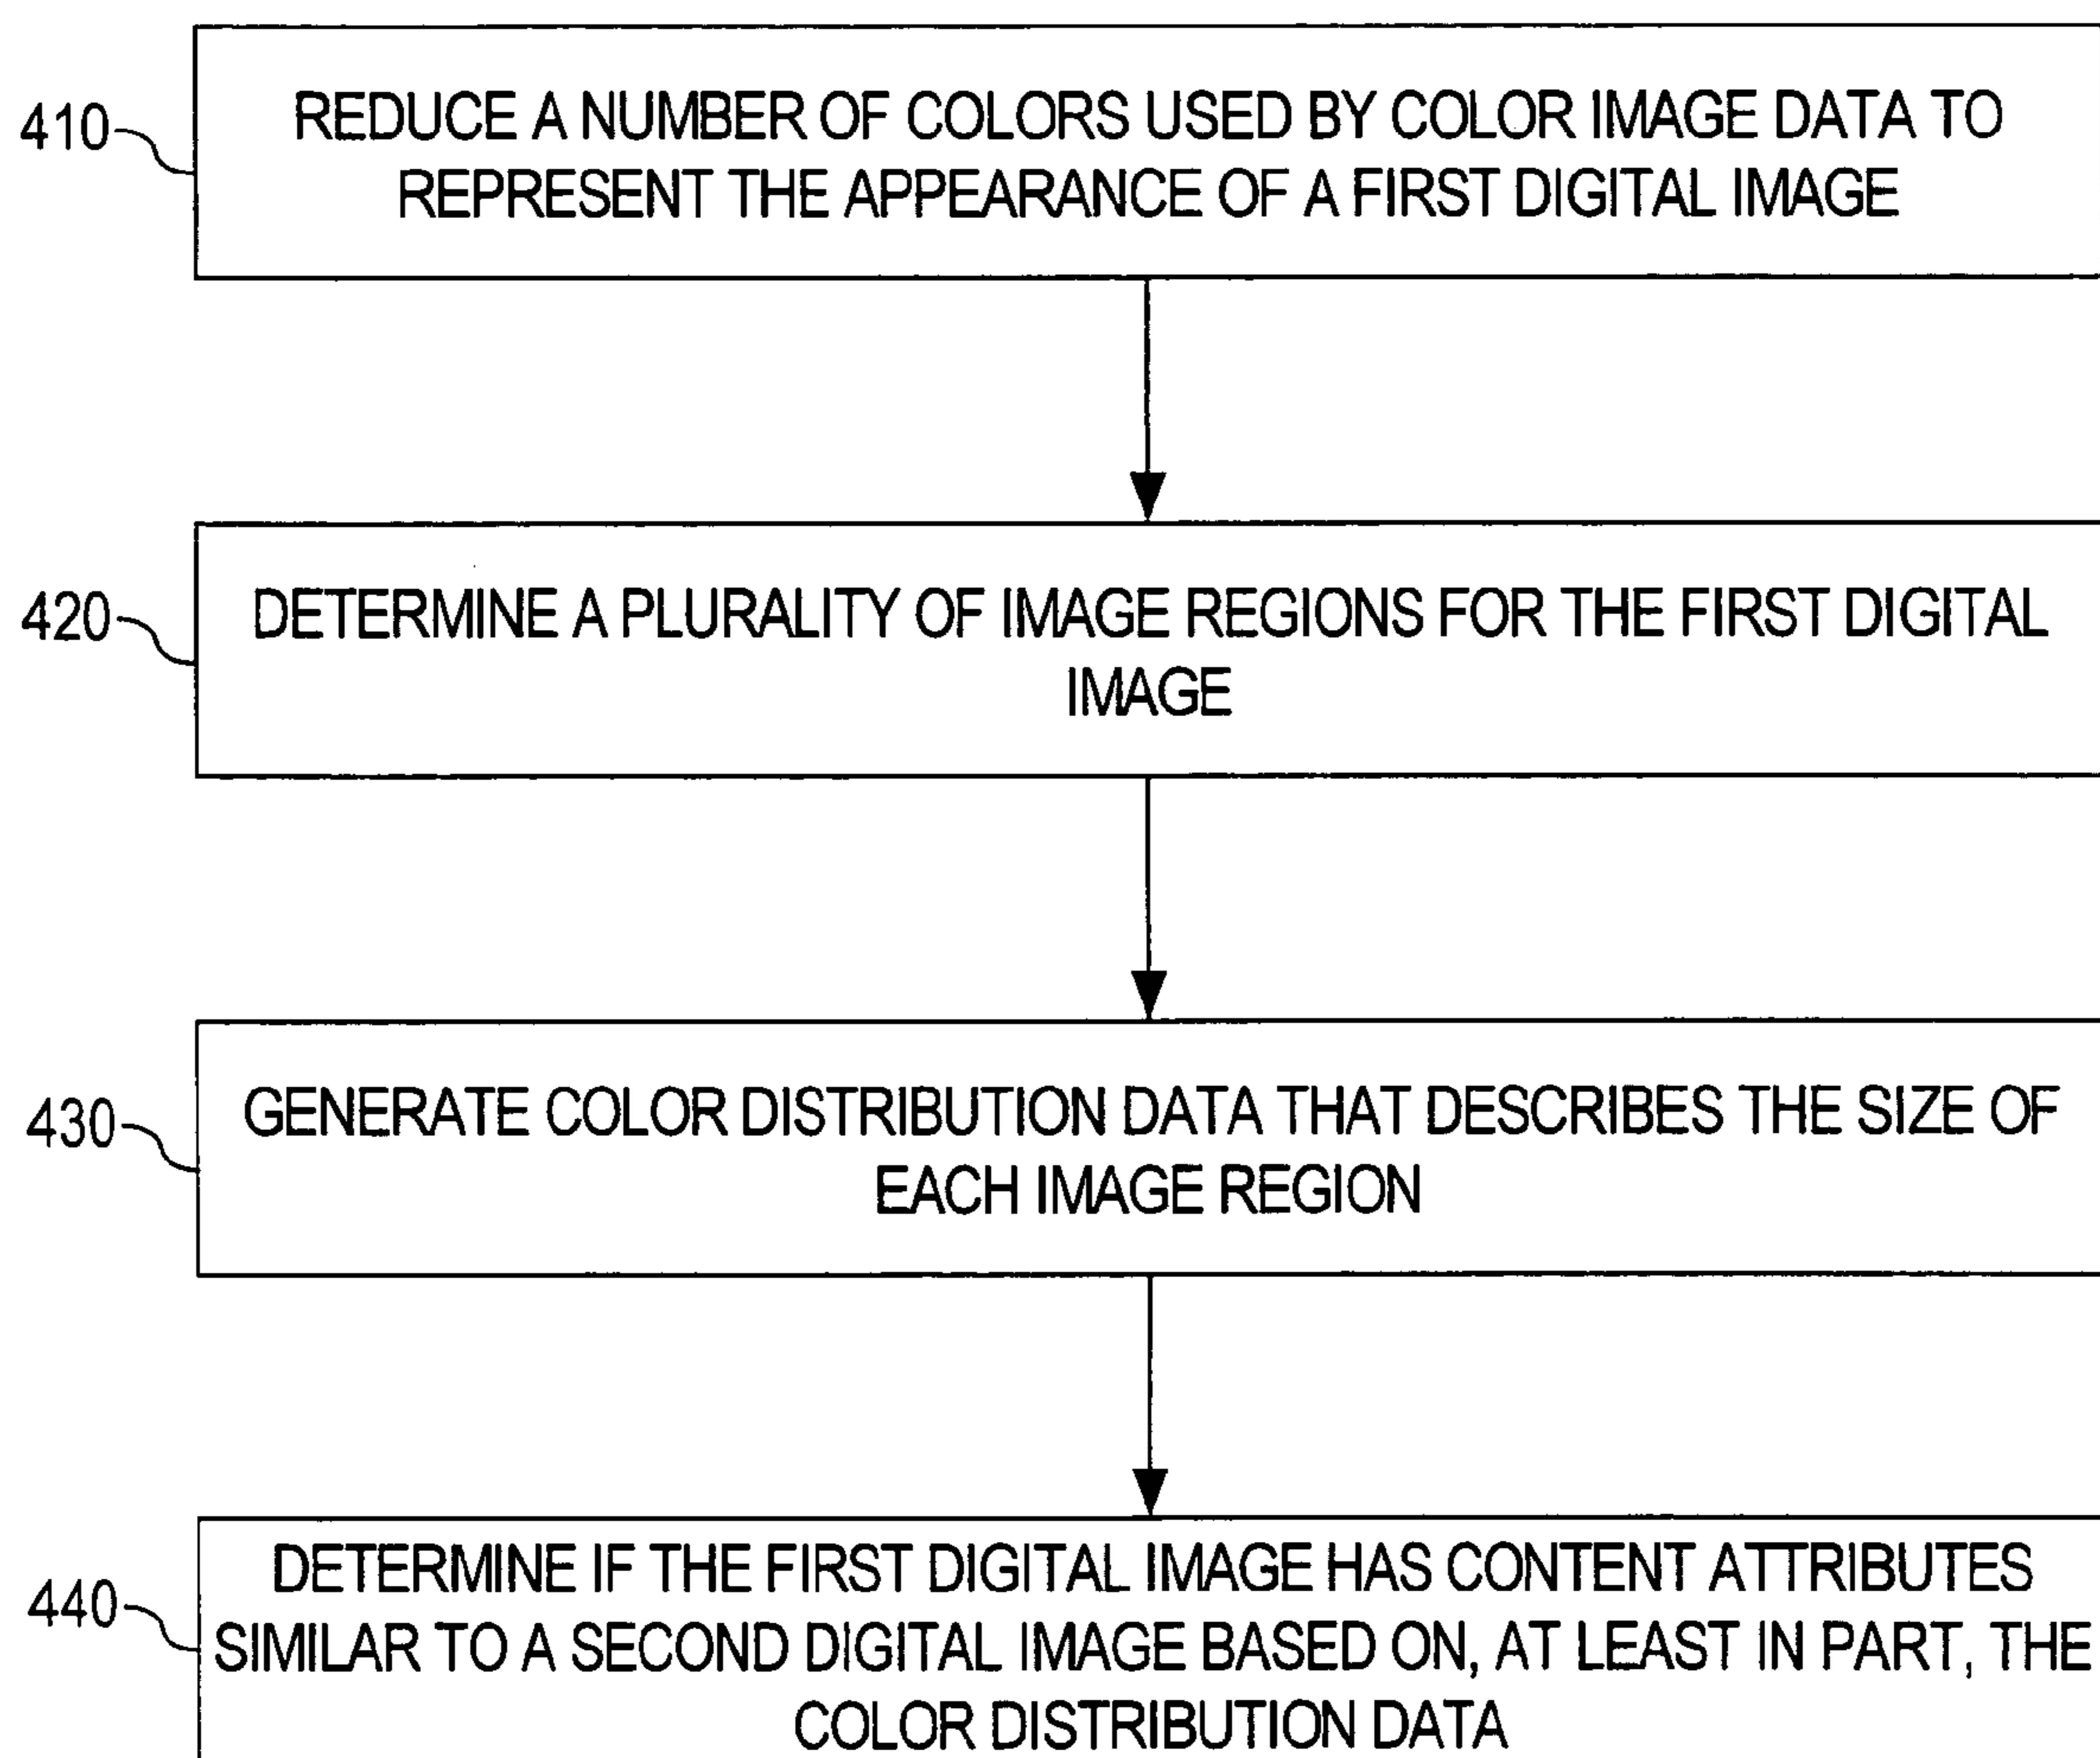 410
REDUCE A NUMBER OF COLORS USED BY COLOR IMAGE DATA TO
REPRESENT THE APPEARANCE OF A FIRST DIGITAL IMAGE
420
DETERMINE A PLURALITY OF IMAGE REGIONS FOR THE FIRST DIGITAL
IMAGE
430
GENERATE COLOR DISTRIBUTION DATA THAT DESCRIBES THE SIZE OF
EACH IMAGE REGION
440
DETERMINE IF THE FIRST DIGITAL IMAGE HAS CONTENT ATTRIBUTES
SIMILAR TO A SECOND DIGITAL IMAGE BASED ON, AT LEAST IN PART, THE
COLOR DISTRIBUTION DATA